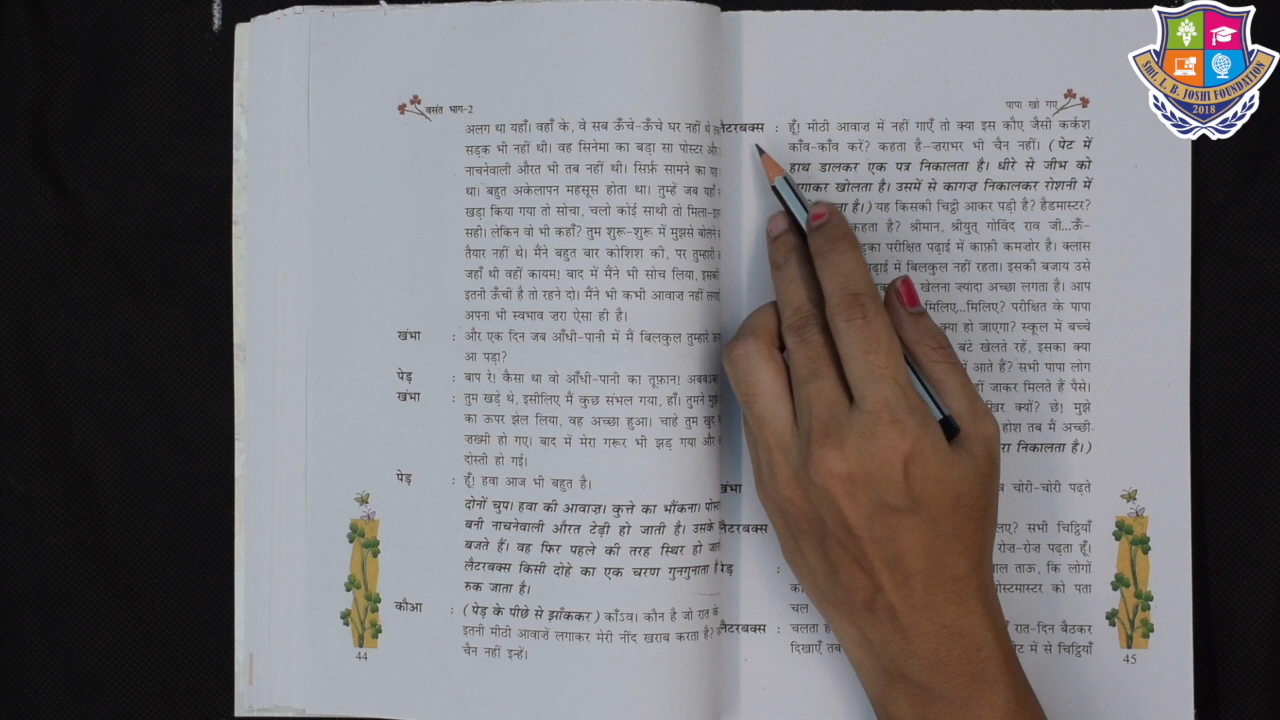 वसंत भाग-2
अलग था यहाँ। वहाँ के, वे सब ऊँचे-ऊँचे घर नहीं थे
सड़क भी नहीं थी। वह सिनेमा का बड़ा सा पोस्टर और
नाचनेवाली औरत भी तब नहीं थी। सिर्फ़ सामने का यह
था। बहुत अकेलापन महसूस होता था। तुम्हें जब यहाँ
खड़ा किया गया तो सोचा, चलो कोई साथी तो मिला-इतना
सही। लेकिन वो भी कहाँ? तुम शुरू-शुरू में मुझसे बोलने
तैयार नहीं थे। मैंने बहुत बार कोशिश की, पर तुम्हारी
जहाँ थी वहीं कायम! बाद में मैंने भी सोच लिया, इसकी
इतनी ऊँची है तो रहने दो। मैंने भी कभी आवाज़ नहीं
अपना भी स्वभाव ज़रा ऐसा ही है।
खंभा : और एक दिन जब आँधी-पानी में मैं बिलकुल तुम्हारे
आ पड़ा?
पेड़ : बाप रे! कैसा था वो आँधी-पानी का तूफ़ान!
खंभा : तुम खड़े थे, इसीलिए मैं कुछ संभल गया, हाँ। तुमने मुझे
का ऊपर झेल लिया, वह अच्छा हुआ। चाहे तुम खुद
ज़ख्मी हो गए। बाद में मेरा गरूर भी झड़ गया और
दोस्ती हो गई।
पेड़ : हूँ! हवा आज भी बहुत है।
दोनों चुप। हवा की आवाज़। कुत्ते का भौंकना। पोस्टर
बनी नाचनेवाली औरत टेढ़ी हो जाती है। उसके
बजते हैं। वह फिर पहले की तरह स्थिर हो
लैटरबक्स किसी दोहे का एक चरण गुनगुनाता है
रुक जाता है।
कौआ : (पेड़ के पीछे से झाँककर) काँऽव। कौन है जो रात के
इतनी मीठी आवाज़ें लगाकर मेरी नींद खराब करता है?
चैन नहीं इन्हें।
44
पापा खो गए
लैटरबक्स : हूँ! मीठी आवाज़ में नहीं गाएँ तो क्या इस कौए जैसी कर्कश
काँव-काँव करें? कहता है-ज़राभर भी चैन नहीं। (पेट में
हाथ डालकर एक पत्र निकालता है। धीरे से जीभ को
लगाकर खोलता है। उसमें से कागज़ निकालकर रोशनी में
है।) यह किसकी चिट्ठी आकर पड़ी है? हैडमास्टर?
कहता है? श्रीमान, श्रीयुत् गोविंद राव जी...ऊँ-
परीक्षित पढ़ाई में काफ़ी कमज़ोर है। क्लास
पढ़ाई में बिलकुल नहीं रहता। इसकी बजाय उसे
खेलना ज़्यादा अच्छा लगता है। आप
मिलिए...मिलिए? परीक्षित के पापा
क्या हो जाएगा? स्कूल में बच्चे
बंटे खेलते रहें, इसका क्या
में आते हैं? सभी पापा लोग
जाकर मिलते हैं पैसे।
क्यों? छे! मुझे
होश तब मैं अच्छी
निकालता है।)
खंभा चोरी-चोरी पढ़ते
लैटरबक्स सभी चिट्ठियाँ
रोज़-रोज़ पढ़ता हूँ।
पेड़ : ताऊ, कि लोगों
पोस्टमास्टर को पता
चल
लैटरबक्स : चलता रात-दिन बैठकर
दिखाएँ तब में से चिट्ठियाँ
45
Smt. L. B. JOSHI FOUNDATION
2018